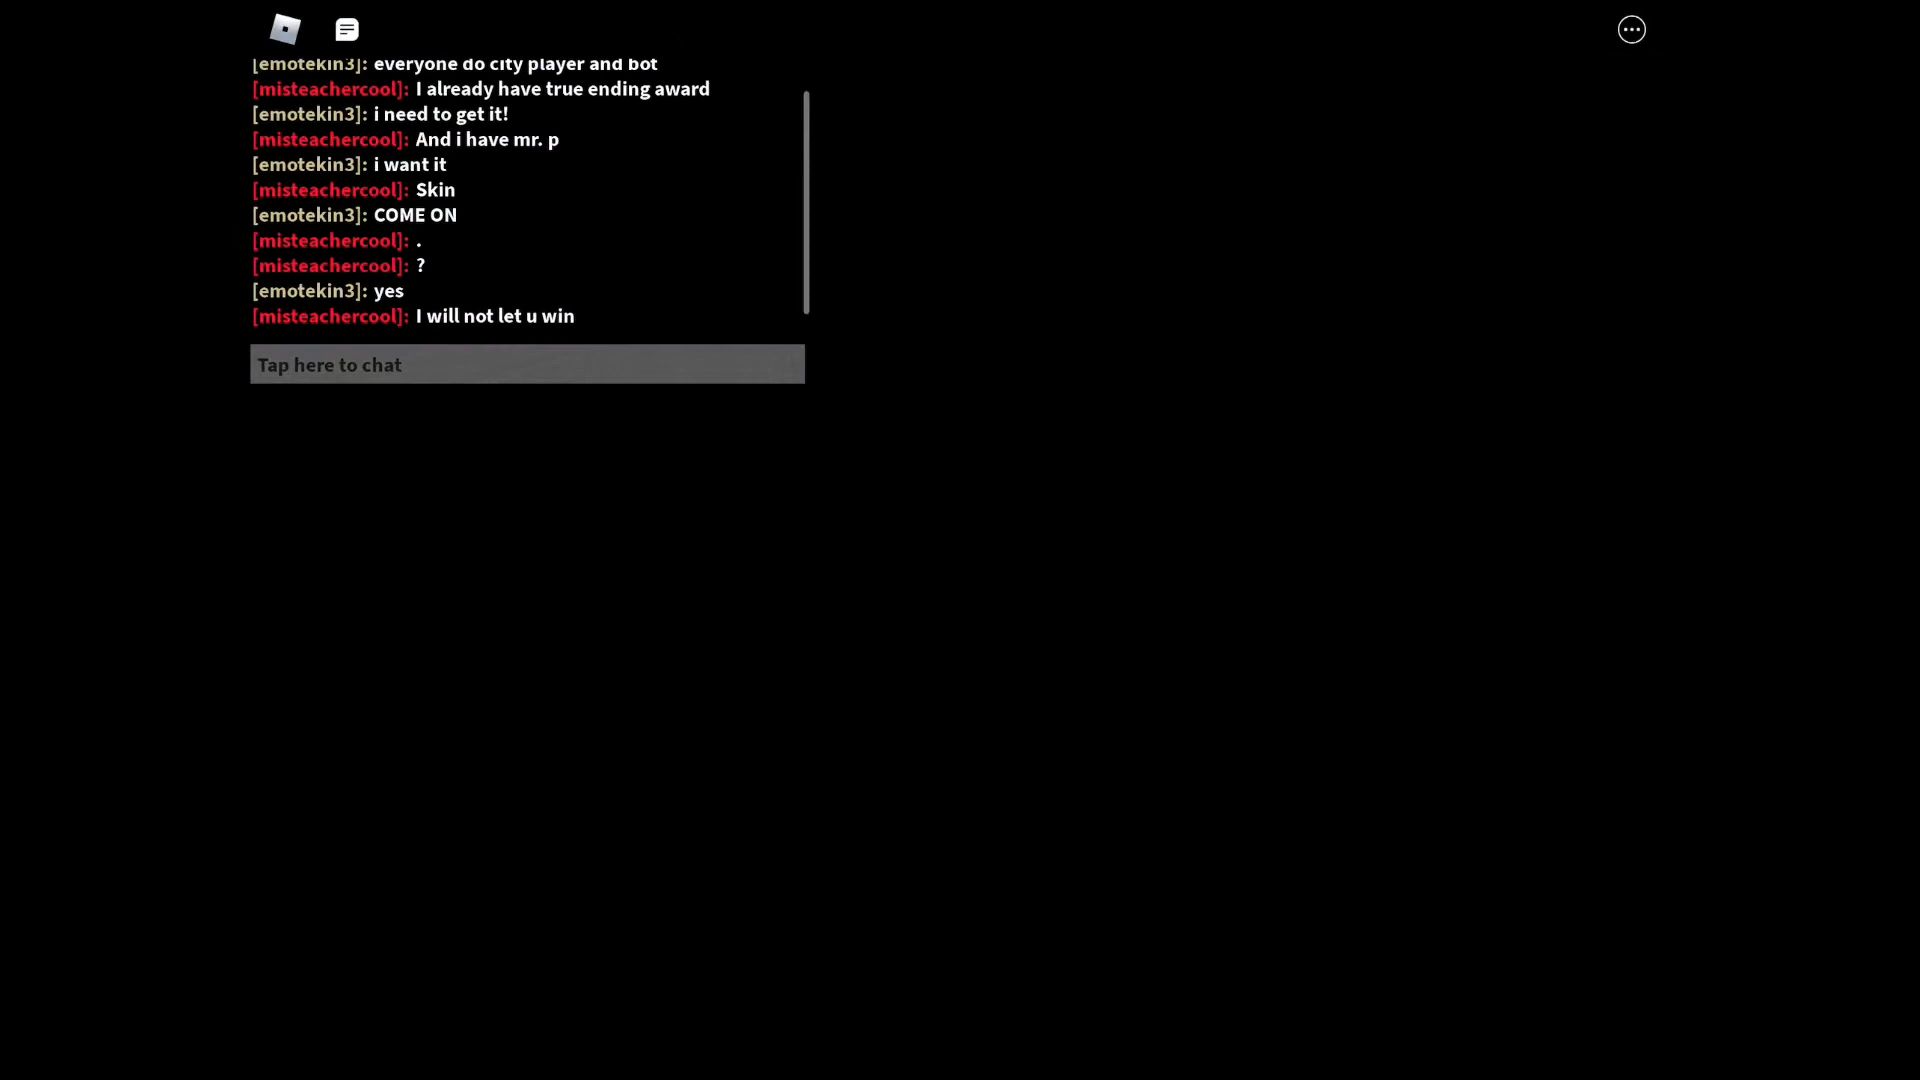 [emotekin3]: everyone do city player and bot
[misteachercool]: I already have true ending award
[emotekin3]: i need to get it!
[misteachercool]: And i have mr. p
[emotekin3]: i want it
[misteachercool]: Skin
[emotekin3]: COME ON
[misteachercool]: .
[misteachercool]: ?
[emotekin3]: yes
[misteachercool]: I will not let u win
Tap here to chat